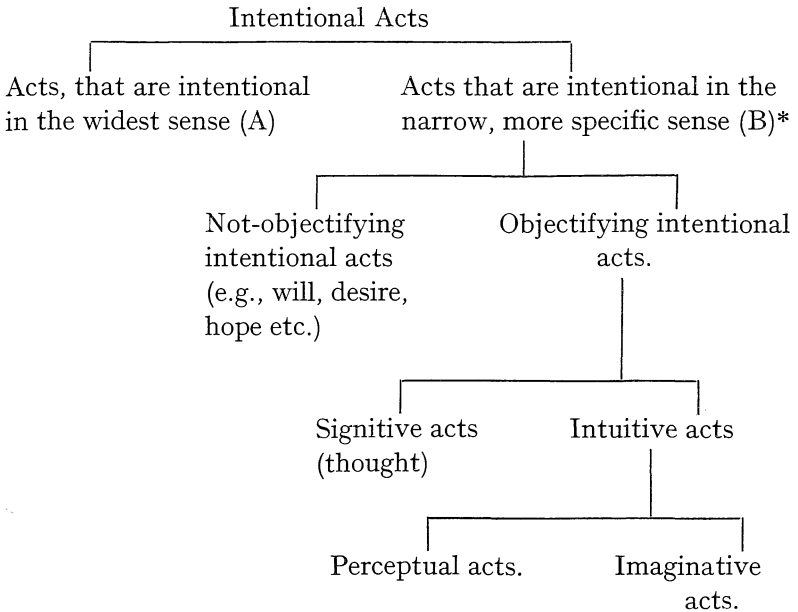 Intentional Acts
Acts, that are intentional
in the widest sense (A)
Acts that are intentional in the
narrow, more specific sense (B)*
Not-objectifying
intentional acts
(e.g., will, desire,
hope etc.)
Objectifying intentional
acts.
Signitive acts
(thought)
Intuitive acts
Perceptual acts.
Imaginative
acts.